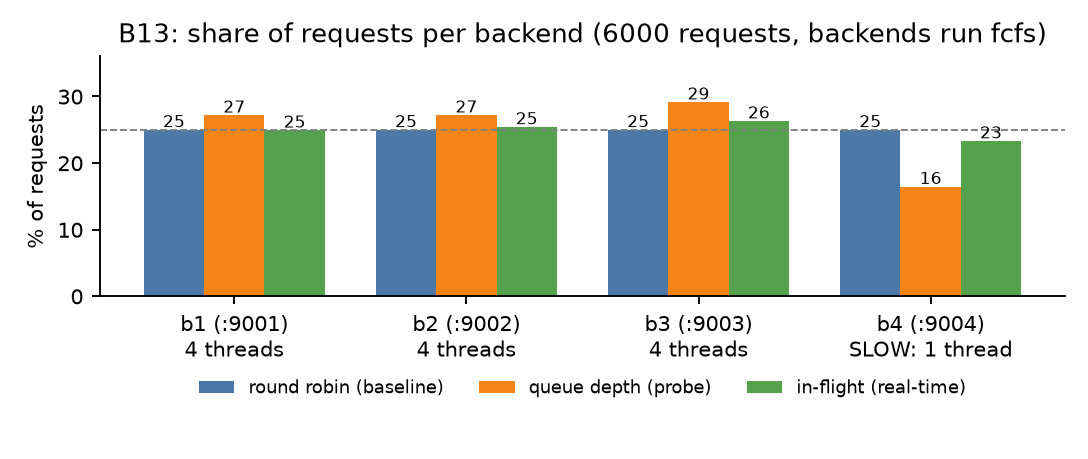 B13: share of requests per backend (6000 requests, backends run fcfs)
% of requests
30
20
10
0
25
27
25
25
27
25
25
29
26
25
16
23
b1 (:9001)
4 threads
b2 (:9002)
4 threads
b3 (:9003)
4 threads
b4 (:9004)
SLOW: 1 thread
round robin (baseline)
queue depth (probe)
in-flight (real-time)